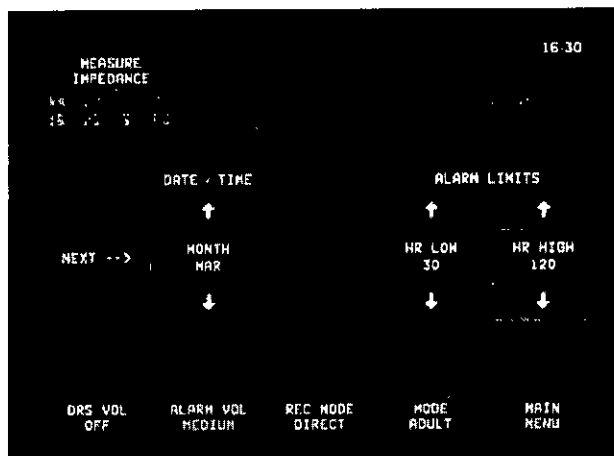 16-30
MEASURE
IMPEDANCE
DATE / TIME
ALARM LIMITS
NEXT -->
MONTH
MAR
HR LOW
30
HR HIGH
120
DRS VOL
OFF
ALARM VOL
MEDIUM
REC MODE
DIRECT
MODE
ADULT
MAIN
MENU